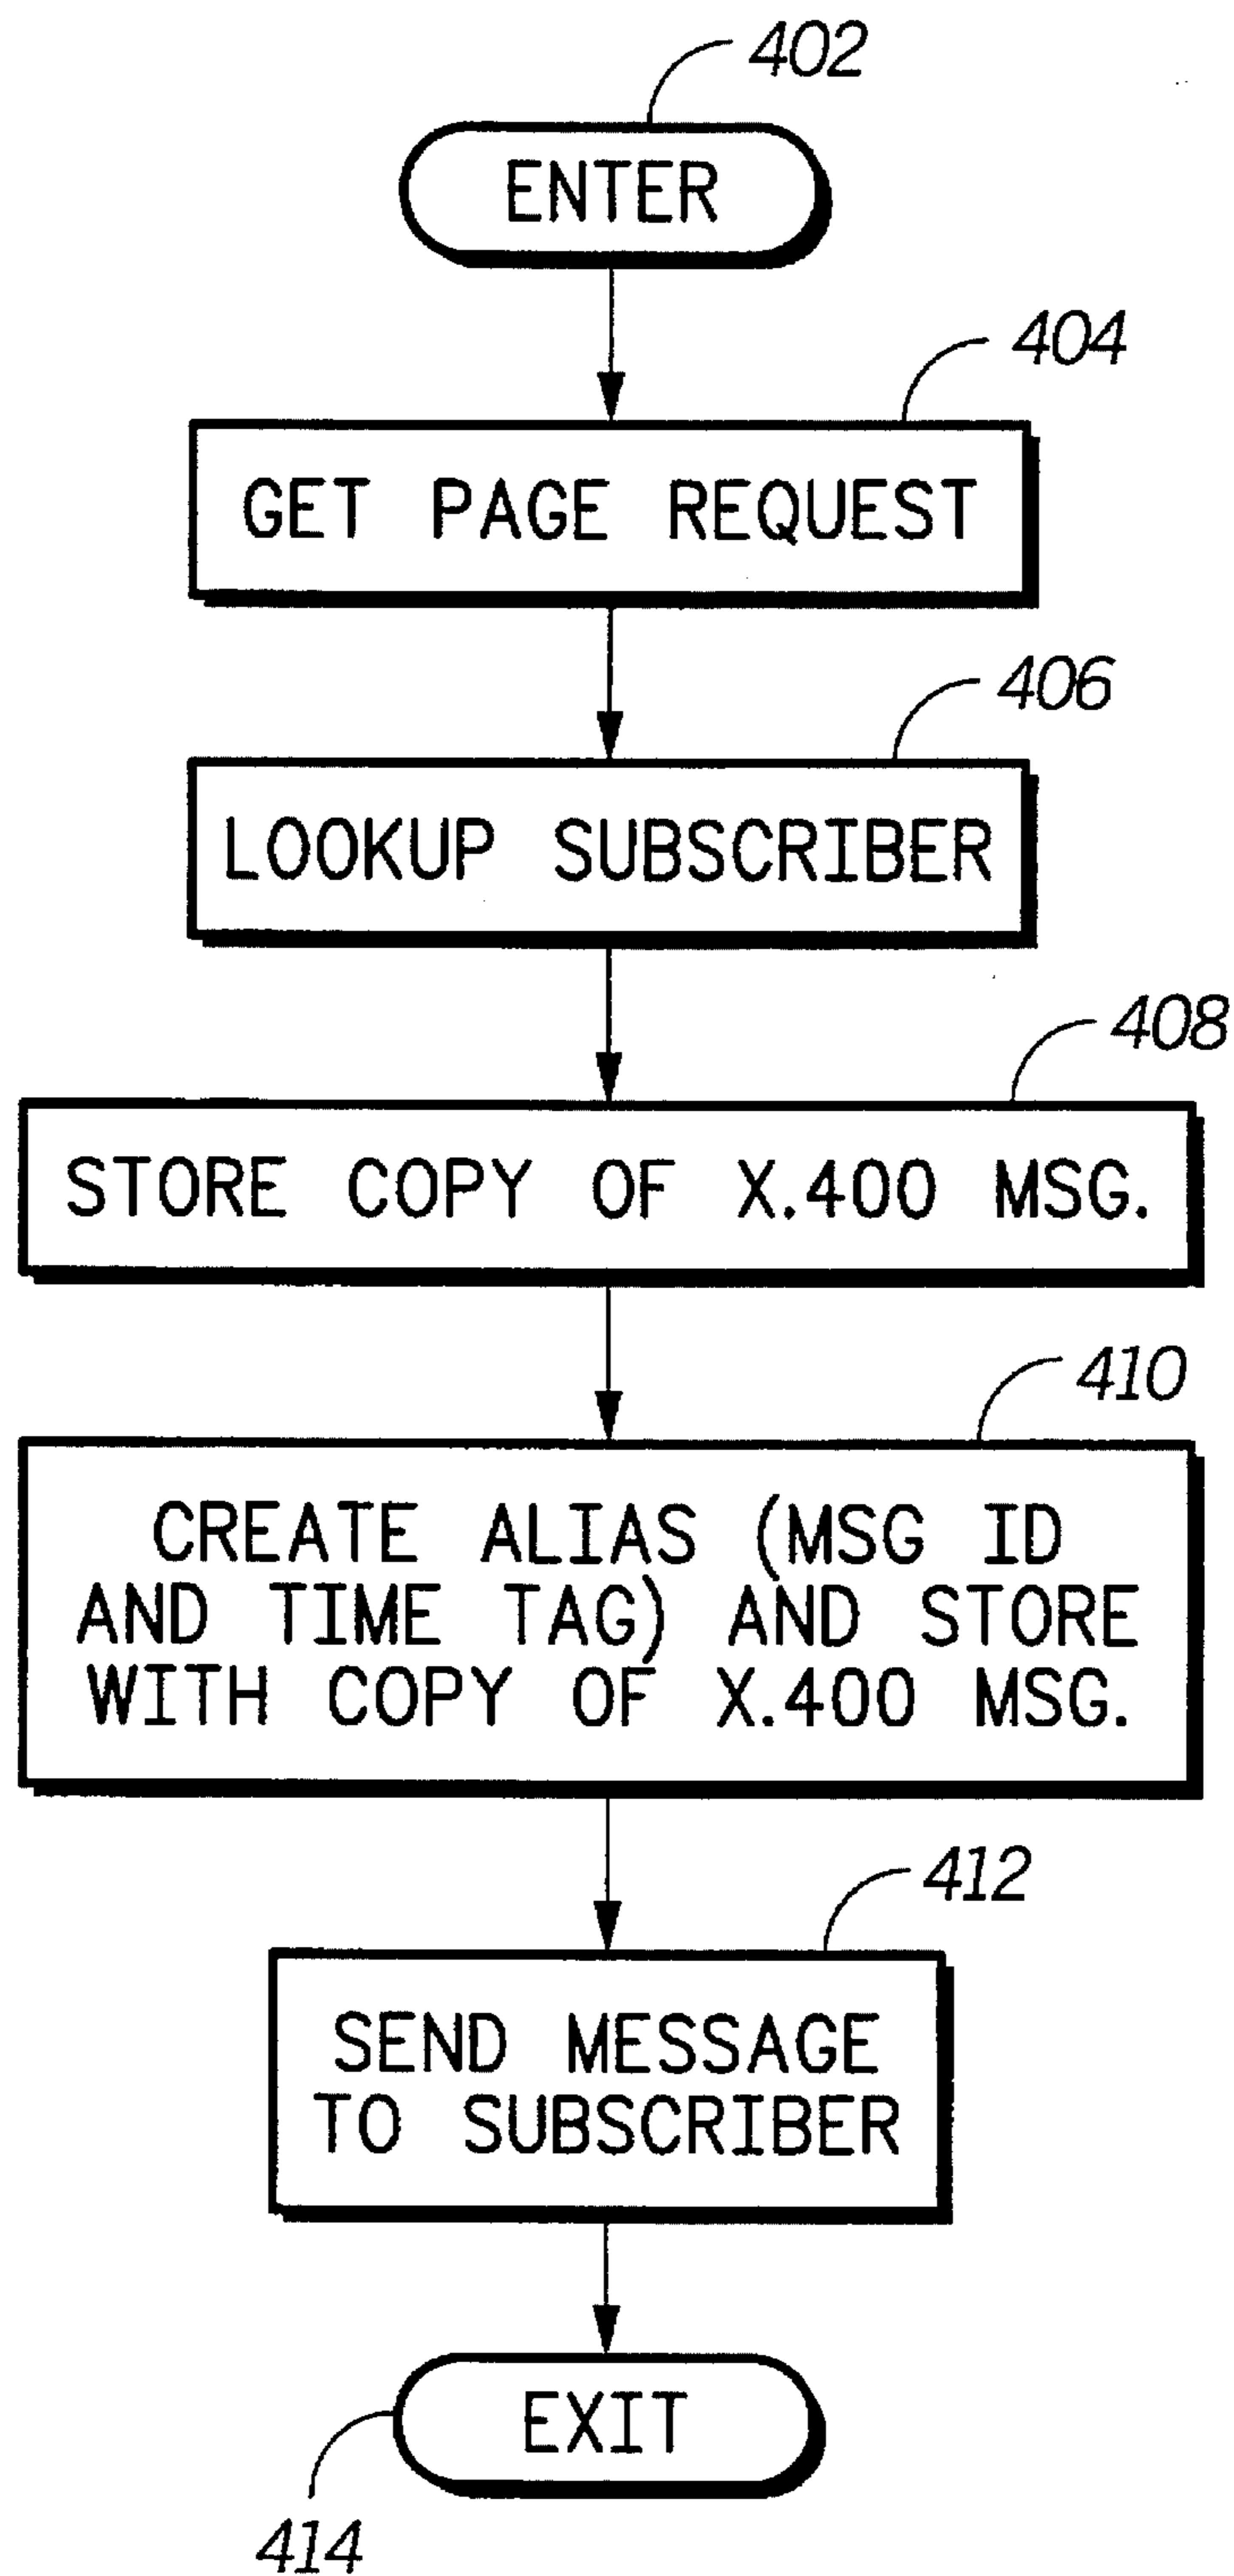 402
ENTER
404
GET PAGE REQUEST
406
LOOKUP SUBSCRIBER
408
STORE COPY OF X.400 MSG.
410
CREATE ALIAS (MSG ID
AND TIME TAG) AND STORE
WITH COPY OF X.400 MSG.
412
SEND MESSAGE
TO SUBSCRIBER
EXIT
414